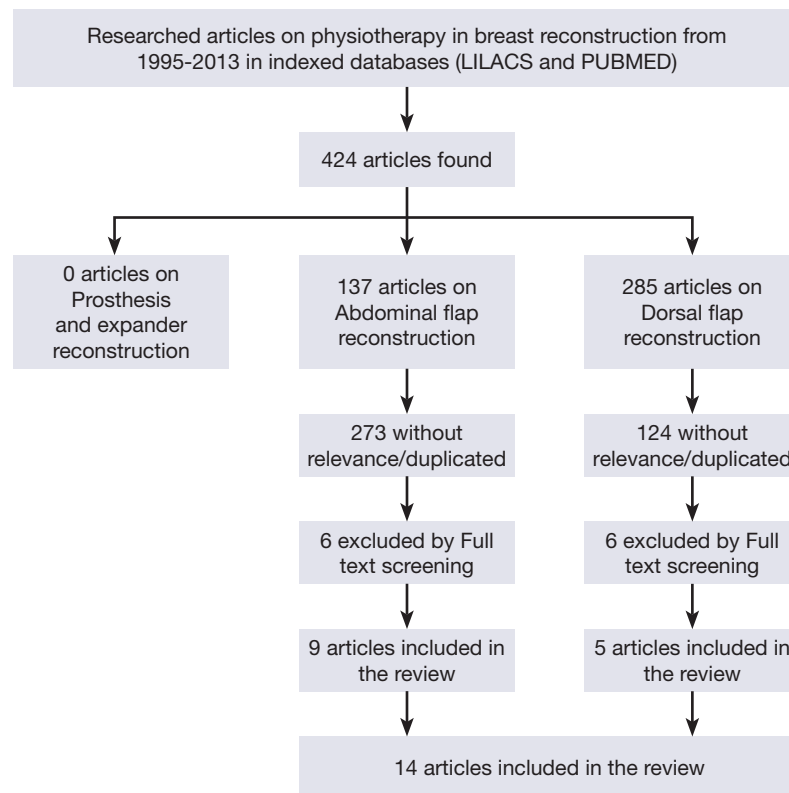 Researched articles on physiotherapy in breast reconstruction from
1995-2013 in indexed databases (LILACS and PUBMED)
424 articles found
0 articles on
Prosthesis
and expander
reconstruction
137 articles on
Abdominal flap
reconstruction
285 articles on
Dorsal flap
reconstruction
273 without
relevance/duplicated
124 without
relevance/duplicated
6 excluded by Full
text screening
6 excluded by Full
text screening
9 articles included in
the review
5 articles included in
the review
14 articles included in the review